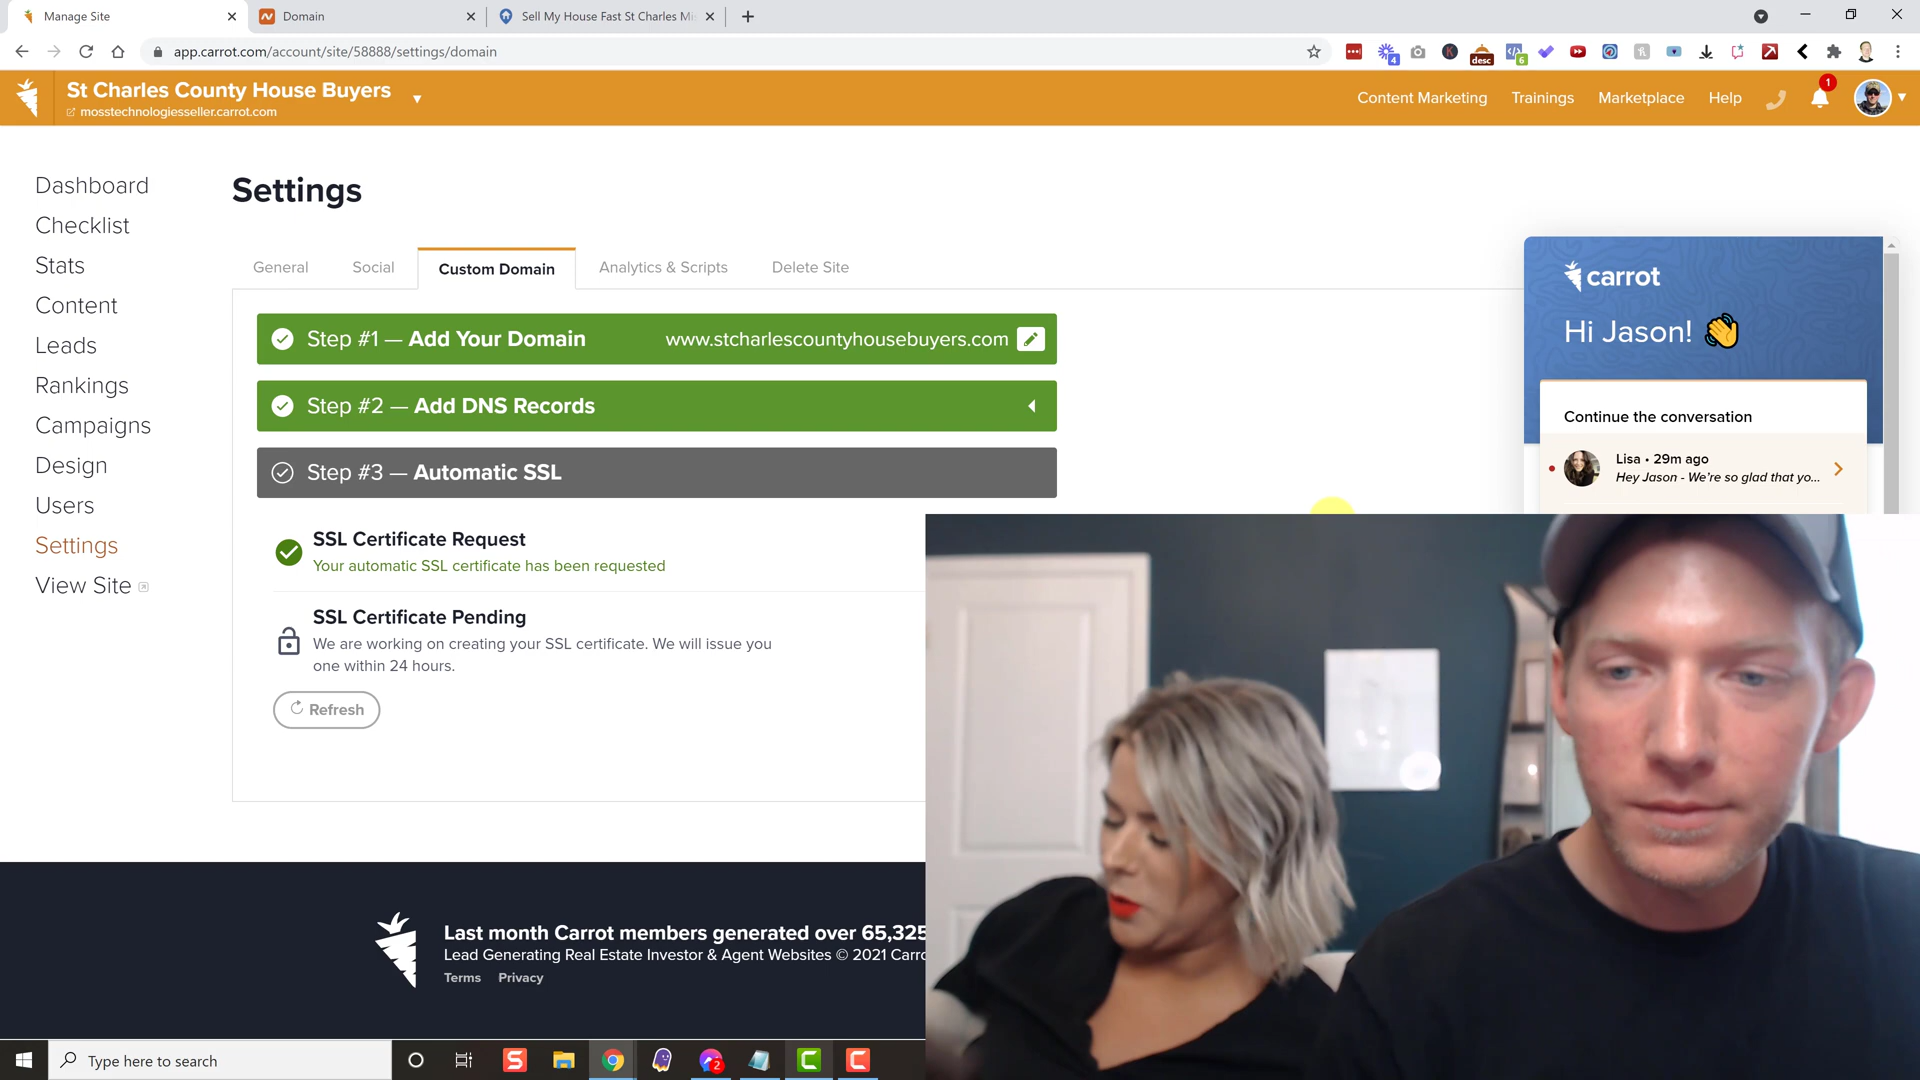 Manage Site
Domain
Sell My House Fast St Charles Mi
app.carrot.com/account/site/58888/settings/domain
4
desc
6
St Charles County House Buyers
mosstechnologiesseller.carrot.com
Content Marketing
Trainings
Marketplace
Help
1
Dashboard
Checklist
Stats
Content
Leads
Rankings
Campaigns
Design
Users
Settings
View Site
Settings
General
Social
Custom Domain
Analytics & Scripts
Delete Site
Step #1 — Add Your Domain
www.stcharlescountyhousebuyers.com
Step #2 — Add DNS Records
Step #3 — Automatic SSL
SSL Certificate Request
Your automatic SSL certificate has been requested
SSL Certificate Pending
We are working on creating your SSL certificate. We will issue you
one within 24 hours.
Refresh
carrot
Hi Jason!
Continue the conversation
Lisa • 29m ago
Hey Jason - We're so glad that yo...
Last month Carrot members generated over 65,325
Lead Generating Real Estate Investor & Agent Websites © 2021 Carr
Terms
Privacy
Type here to search
2